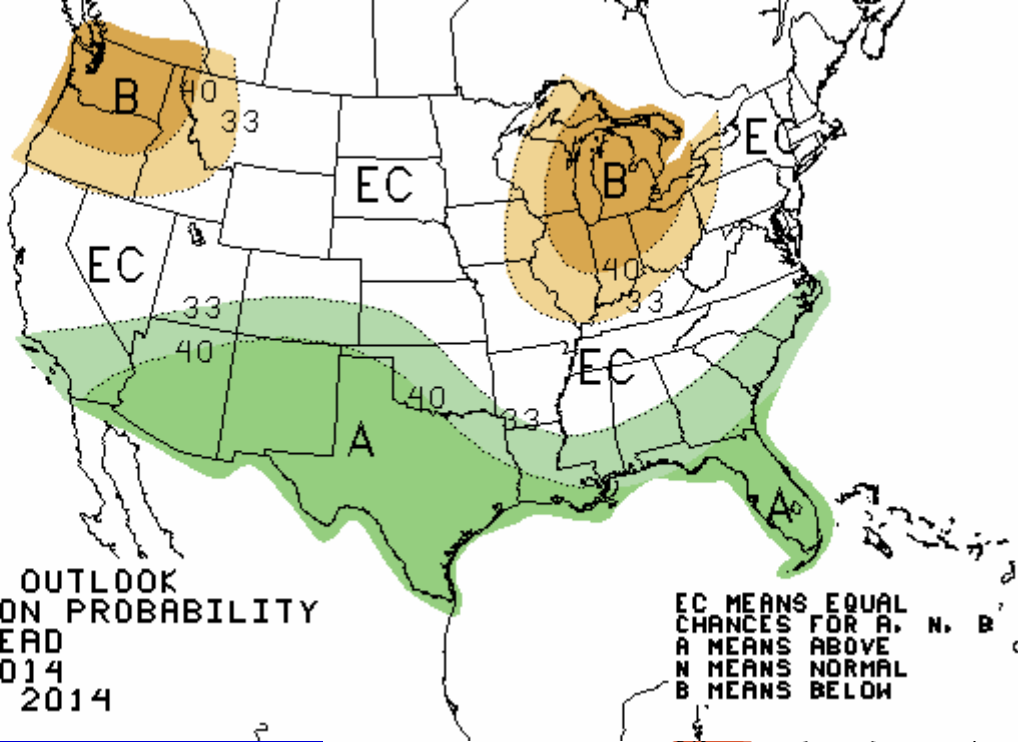 B
40
33
EC
EC
B
EC
33
40
40
33
EC
33
40
A
A
OUTLOOK
ON PROBABILITY
EAD
014
2014
EC MEANS EQUAL
CHANCES FOR A, N, B
A MEANS ABOVE
N MEANS NORMAL
B MEANS BELOW